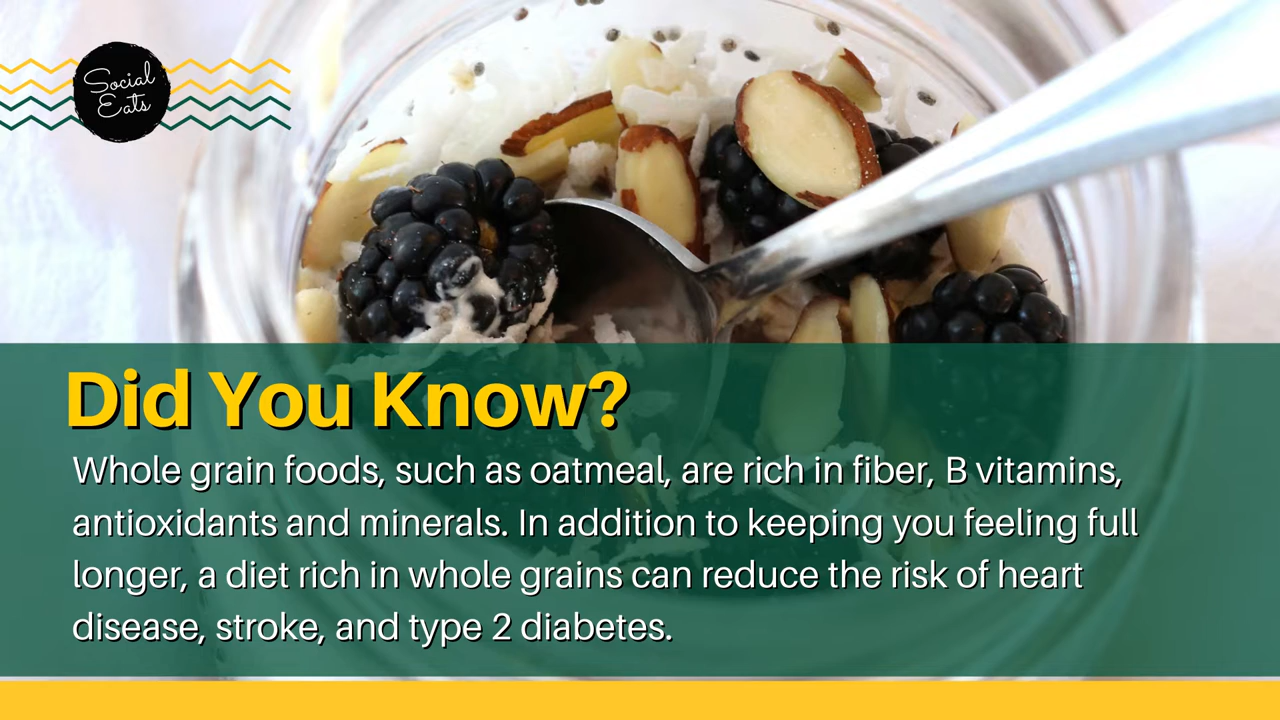 Social
Eats
Did You Know?
Whole grain foods, such as oatmeal, are rich in fiber, B vitamins,
antioxidants and minerals. In addition to keeping you feeling full
longer, a diet rich in whole grains can reduce the risk of heart
disease, stroke, and type 2 diabetes.